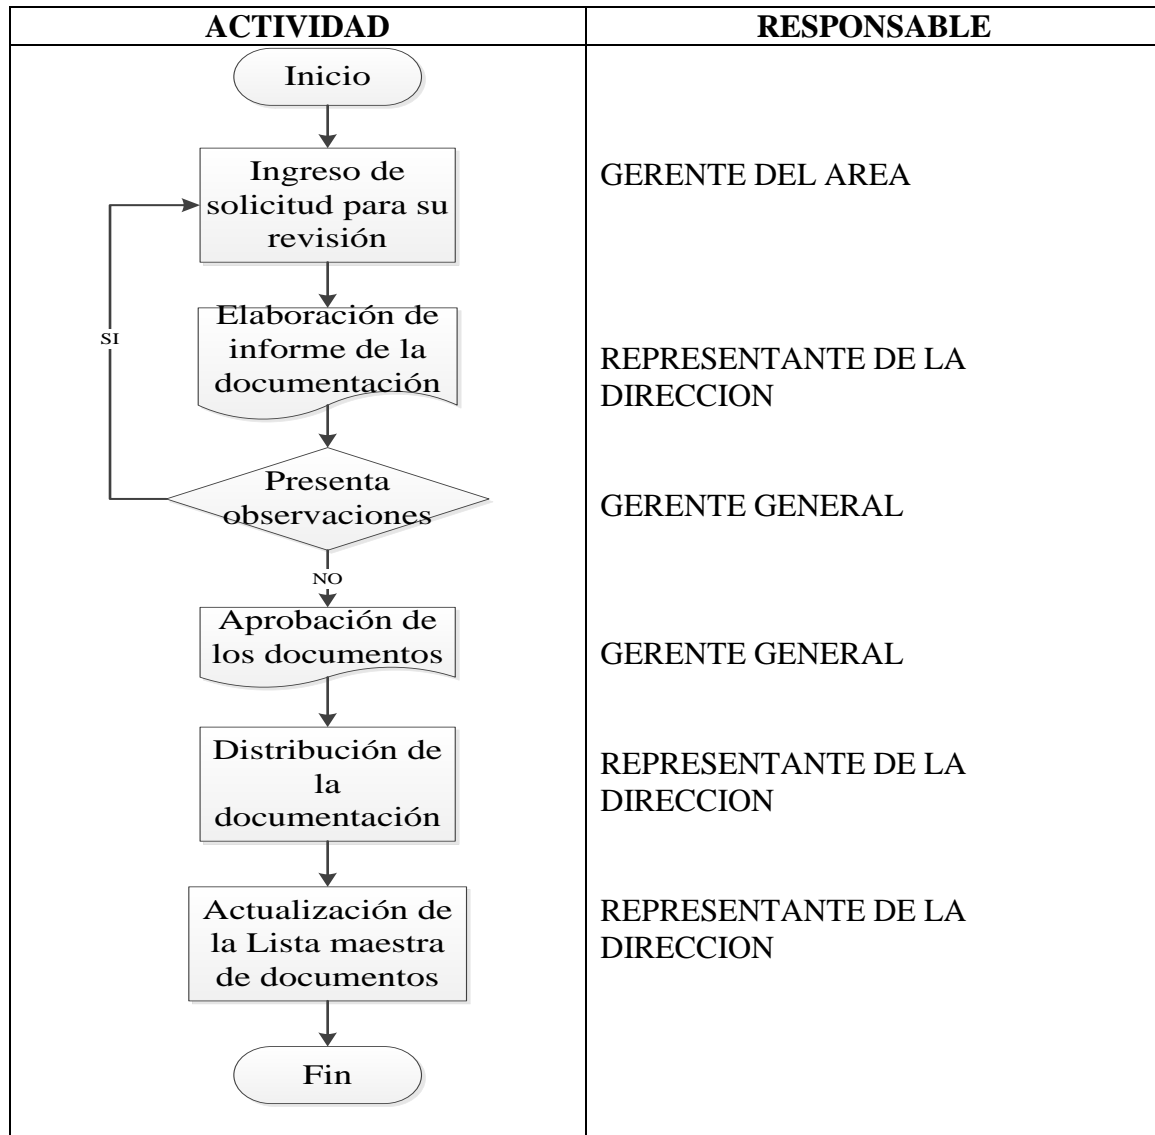 ACTIVIDAD
RESPONSABLE
Inicio
Ingreso de
solicitud para su
revisión
GERENTE DEL AREA
Elaboración de
informe de la
documentación
SI
REPRESENTANTE DE LA
DIRECCION
Presenta
observaciones
GERENTE GENERAL
NO
Aprobación de
los documentos
GERENTE GENERAL
Distribución de
la
documentación
REPRESENTANTE DE LA
DIRECCION
Actualización de
la Lista maestra
de documentos
REPRESENTANTE DE LA
DIRECCION
Fin